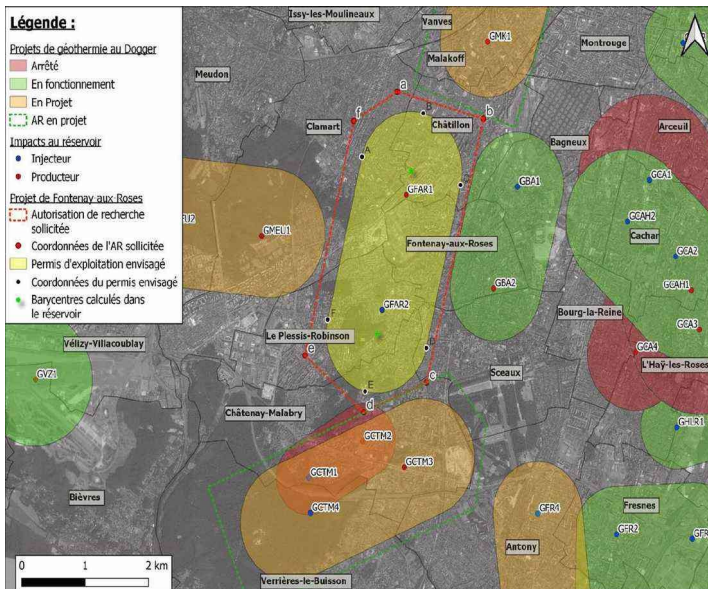 Légende :
Projets de géothermie au Dogger
Arrêté
En fonctionnement
En Projet
AR en projet
Impacts au réservoir
Injecteur
Producteur
Projet de Fontenay aux-Roses
Autorisation de recherche
sollicitée
Coordonnées de l'AR sollicitée
Permis d'exploitation envisagé
Coordonnées du permis envisagé
Barycentres calculés dans
le réservoir
Issy-les-Moulineaux
Vanves
GMK1
Montrouge
Malakoff
Meudon
a
B
b
f
Clamart
Châtillon
Bagneux
Arceuil
A
GFAR1
GBA1
GCA1
GCAH2
Cachar
FU2
GMEU1
Fontenay-aux-Roses
GCA2
GBA2
GCAH1
GFAR2
Bourg-la-Reine
F
Le Plessis-Robinson
GCA3
Vélizy-Villacoublay
e
D
GCA4
L'Haÿ-les-Roses
GVZ1
Sceaux
c
E
d
Châtenay-Malabry
GHLR1
GCTM2
GCTM1
GCTM3
Bièvres
GCTM4
GFR4
Fresnes
GFR2
GFR
Antony
0 1 2 km
Verrières-le-Buisson